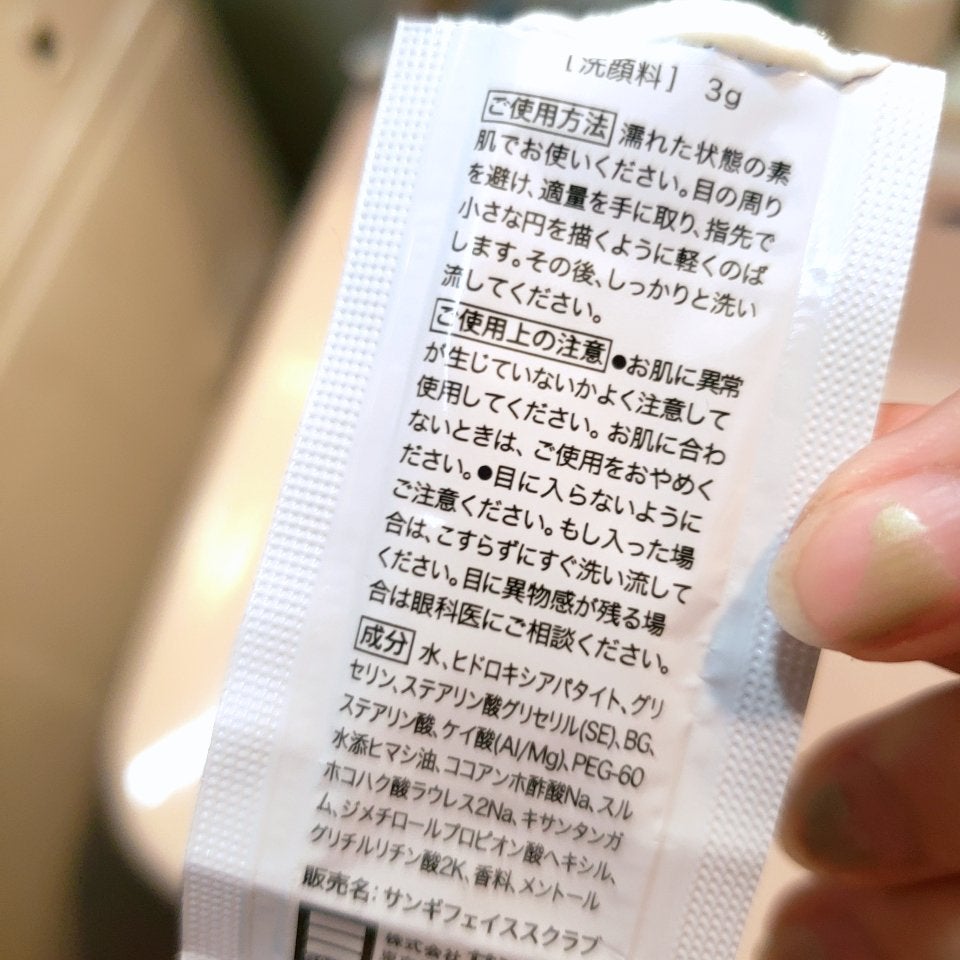 [洗顔料] 3g
ご使用方法 濡れた状態の素
肌でお使いください。目の周り
を避け、適量を手に取り、指先で
小さな円を描くように軽くのば
します。その後、しっかりと洗い
流してください。
ご使用上の注意 ●お肌に異常
が生じていないかよく注意して
使用してください。お肌に合わ
ないときは、ご使用をおやめく
ださい。●目に入らないように
ご注意ください。もし入った場
合は、こすらずにすぐ洗い流して
ください。目に異物感が残る場
合は眼科医にご相談ください。
成分 水、ヒドロキシアパタイト、グリ
セリン、ステアリン酸グリセリル(SE)、BG、
ステアリン酸、ケイ酸(Al/Mg)、PEG-60
水添ヒマシ油、ココアンホ酢酸Na、スル
ホコハク酸ラウレス2Na、キサンタンガ
ム、ジメチロールプロピオン酸ヘキシル、
グリチルリチン酸2K、香料、メントール
販売名：サンギフェイススクラブ
株式会社